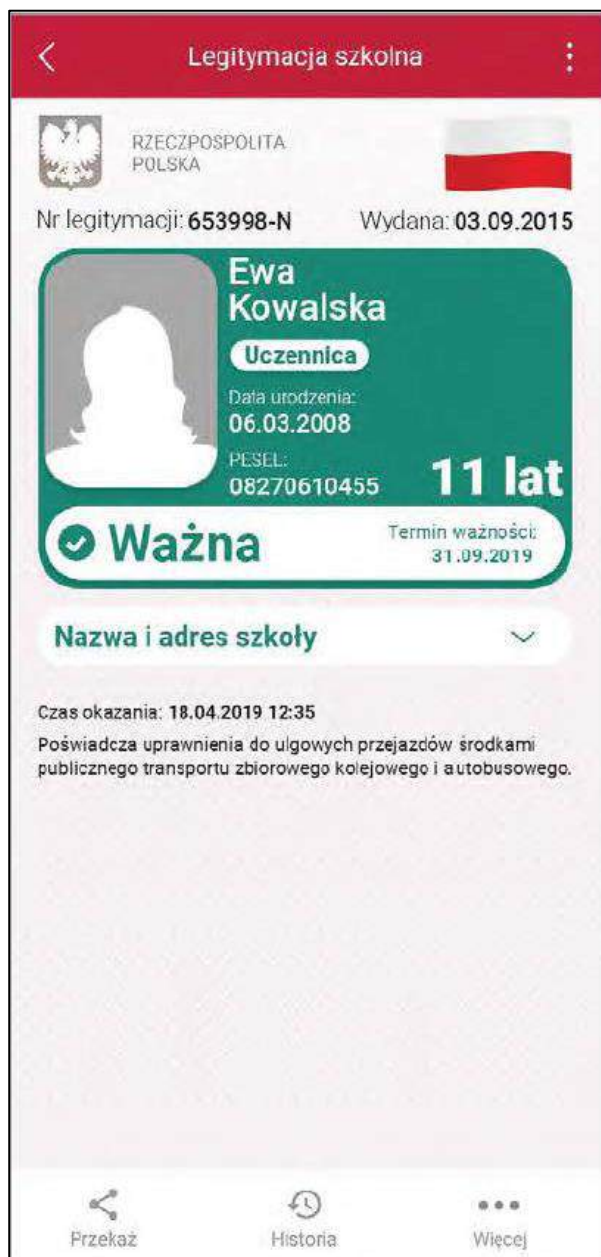 Legitymacja szkolna
RZECZPOSPOLITA
POLSKA
Nr legitymacji: 653998-N Wydana: 03.09.2015
Ewa
Kowalska
Uczennica
Data urodzenia:
06.03.2008
PESEL:
08270610455
11 lat
Ważna
Termin ważności:
31.09.2019
Nazwa i adres szkoły
Czas okazania: 18.04.2019 12:35
Poświadcza uprawnienia do ulgowych przejazdów środkami
publicznego transportu zbiorowego kolejowego i autobusowego.
Przekaż Historia Więcej